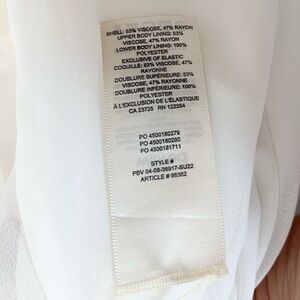 SHELL: 53% VISCOSE, 47% RAYON
UPPER BODY LINING: 53%
VISCOSE, 47% RAYON
LOWER BODY LINING: 100%
POLYESTER
EXCLUSIVE OF ELASTIC
COQUILLE: 53% VISCOSE, 47%
RAYONNE
DOUBLURE SUPÉRIEURE: 53%
VISCOSE, 47% RAYONNE
DOUBLURE INFÉRIEURE: 100%
POLYESTER
À L'EXCLUSION DE L'ÉLASTIQUE
CA 23725 RN 122354
PO 4500180279
PO 4500180280
PO 4500181711
STYLE #
PBV 04-08-36917-SU22
ARTICLE # 98382